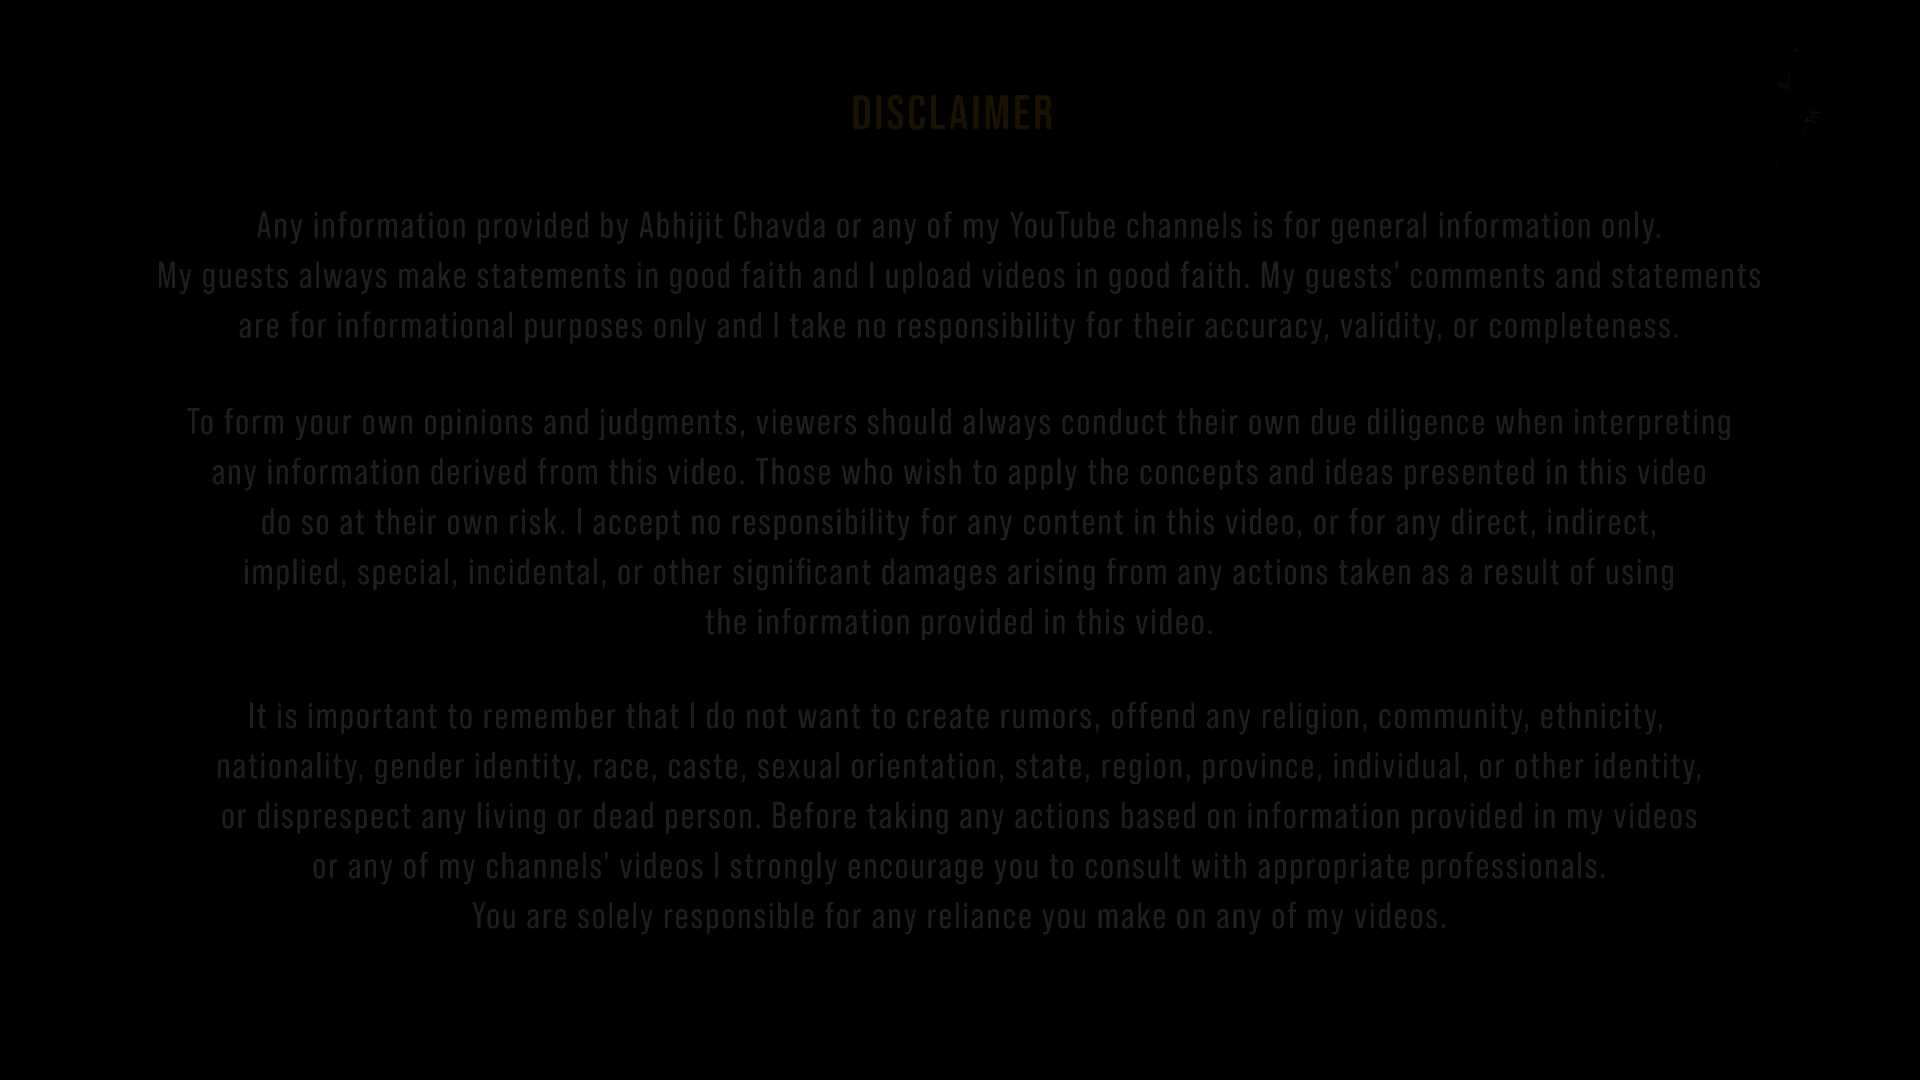 DISCLAIMER
Any information provided by Abhijit Chavda or any of my YouTube channels is for general information only.
My guests always make statements in good faith and I upload videos in good faith. My guests' comments and statements
are for informational purposes only and I take no responsibility for their accuracy, validity, or completeness.
To form your own opinions and judgments, viewers should always conduct their own due diligence when interpreting
any information derived from this video. Those who wish to apply the concepts and ideas presented in this video
do so at their own risk. I accept no responsibility for any content in this video, or for any direct, indirect,
implied, special, incidental, or other significant damages arising from any actions taken as a result of using
the information provided in this video.
It is important to remember that I do not want to create rumors, offend any religion, community, ethnicity,
nationality, gender identity, race, caste, sexual orientation, state, region, province, individual, or other identity,
or disprespect any living or dead person. Before taking any actions based on information provided in my videos
or any of my channels' videos I strongly encourage you to consult with appropriate professionals.
You are solely responsible for any reliance you make on any of my videos.